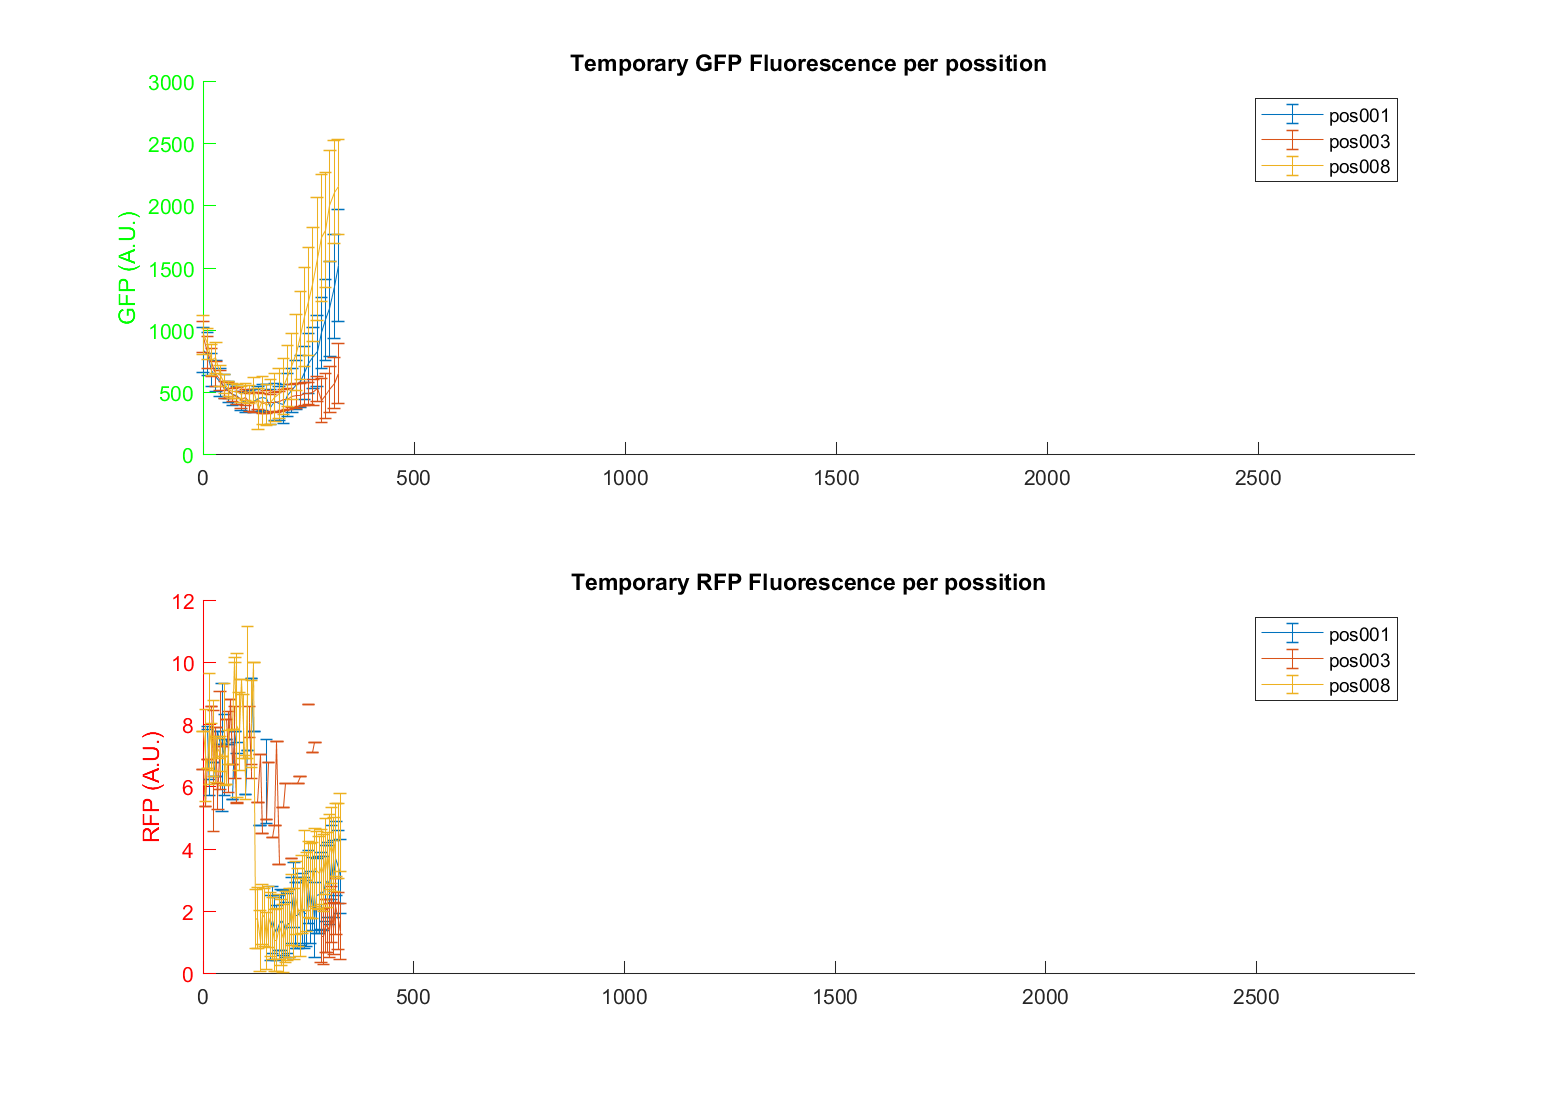 Temporary GFP Fluorescence per possition
3000
2500
2000
1500
1000
500
0
GFP (A.U.)
pos001
pos003
pos008
0 500 1000 1500 2000 2500
Temporary RFP Fluorescence per possition
12
10
8
6
4
2
0
RFP (A.U.)
pos001
pos003
pos008
0 500 1000 1500 2000 2500